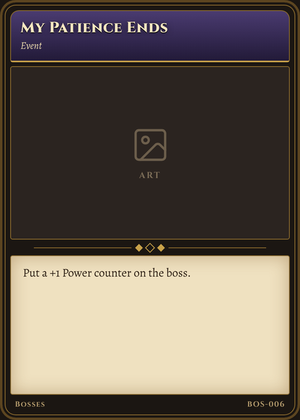 My Patience Ends
Event
ART
Put a +1 Power counter on the boss.
Bosses
BOS-006